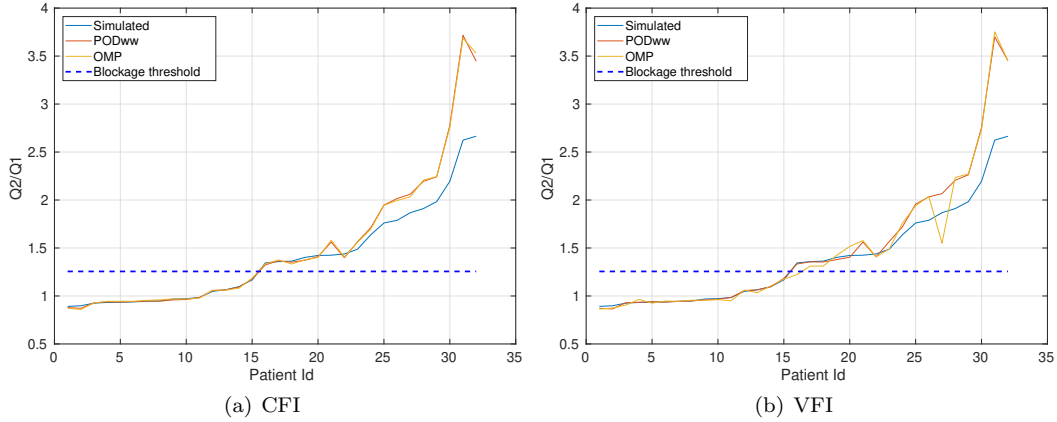 4
3.5
3
2.5
2
1.5
1
0.5
Q2/Q1
Simulated
PODww
OMP
Blockage threshold
0 5 10 15 20 25 30 35
Patient Id
(a) CFI
4
3.5
3
2.5
2
1.5
1
0.5
Q2/Q1
Simulated
PODww
OMP
Blockage threshold
0 5 10 15 20 25 30 35
Patient Id
(b) VFI